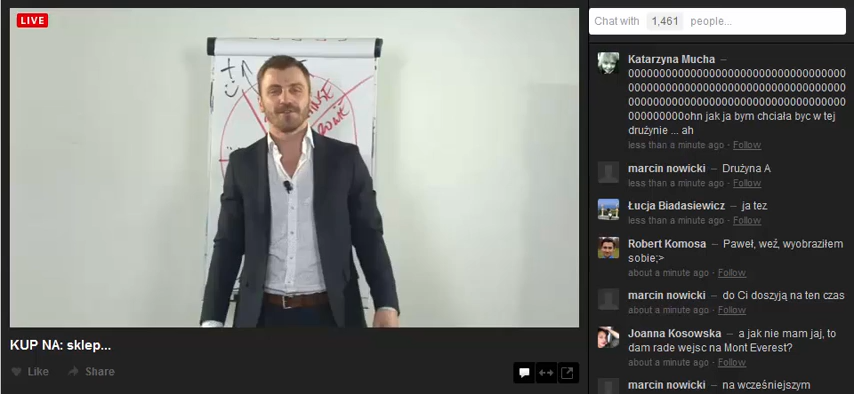 LIVE
KUP NA: sklep...
Like
Share
Chat with 1,461 people...
Katarzyna Mucha –
ooooooooooooooooooooooooooooooooooo
ooooooooooooooooooooooooooooooooooo
ooooooooooooooooooooooooooooooooooo
oooooooooohn jak ja bym chciała byc w tej
drużynie ... ah
less than a minute ago · Follow
marcin nowicki – Drużyna A
less than a minute ago · Follow
Łucja Biadasiewicz – ja tez
less than a minute ago · Follow
Robert Komosa – Paweł, weź, wyobraziłem
sobie;>
about a minute ago · Follow
marcin nowicki – do Ci doszyją na ten czas
about a minute ago · Follow
Joanna Kosowska – a jak nie mam jaj, to
dam rade wejsc na Mont Everest?
about a minute ago · Follow
marcin nowicki – na wcześniejszym